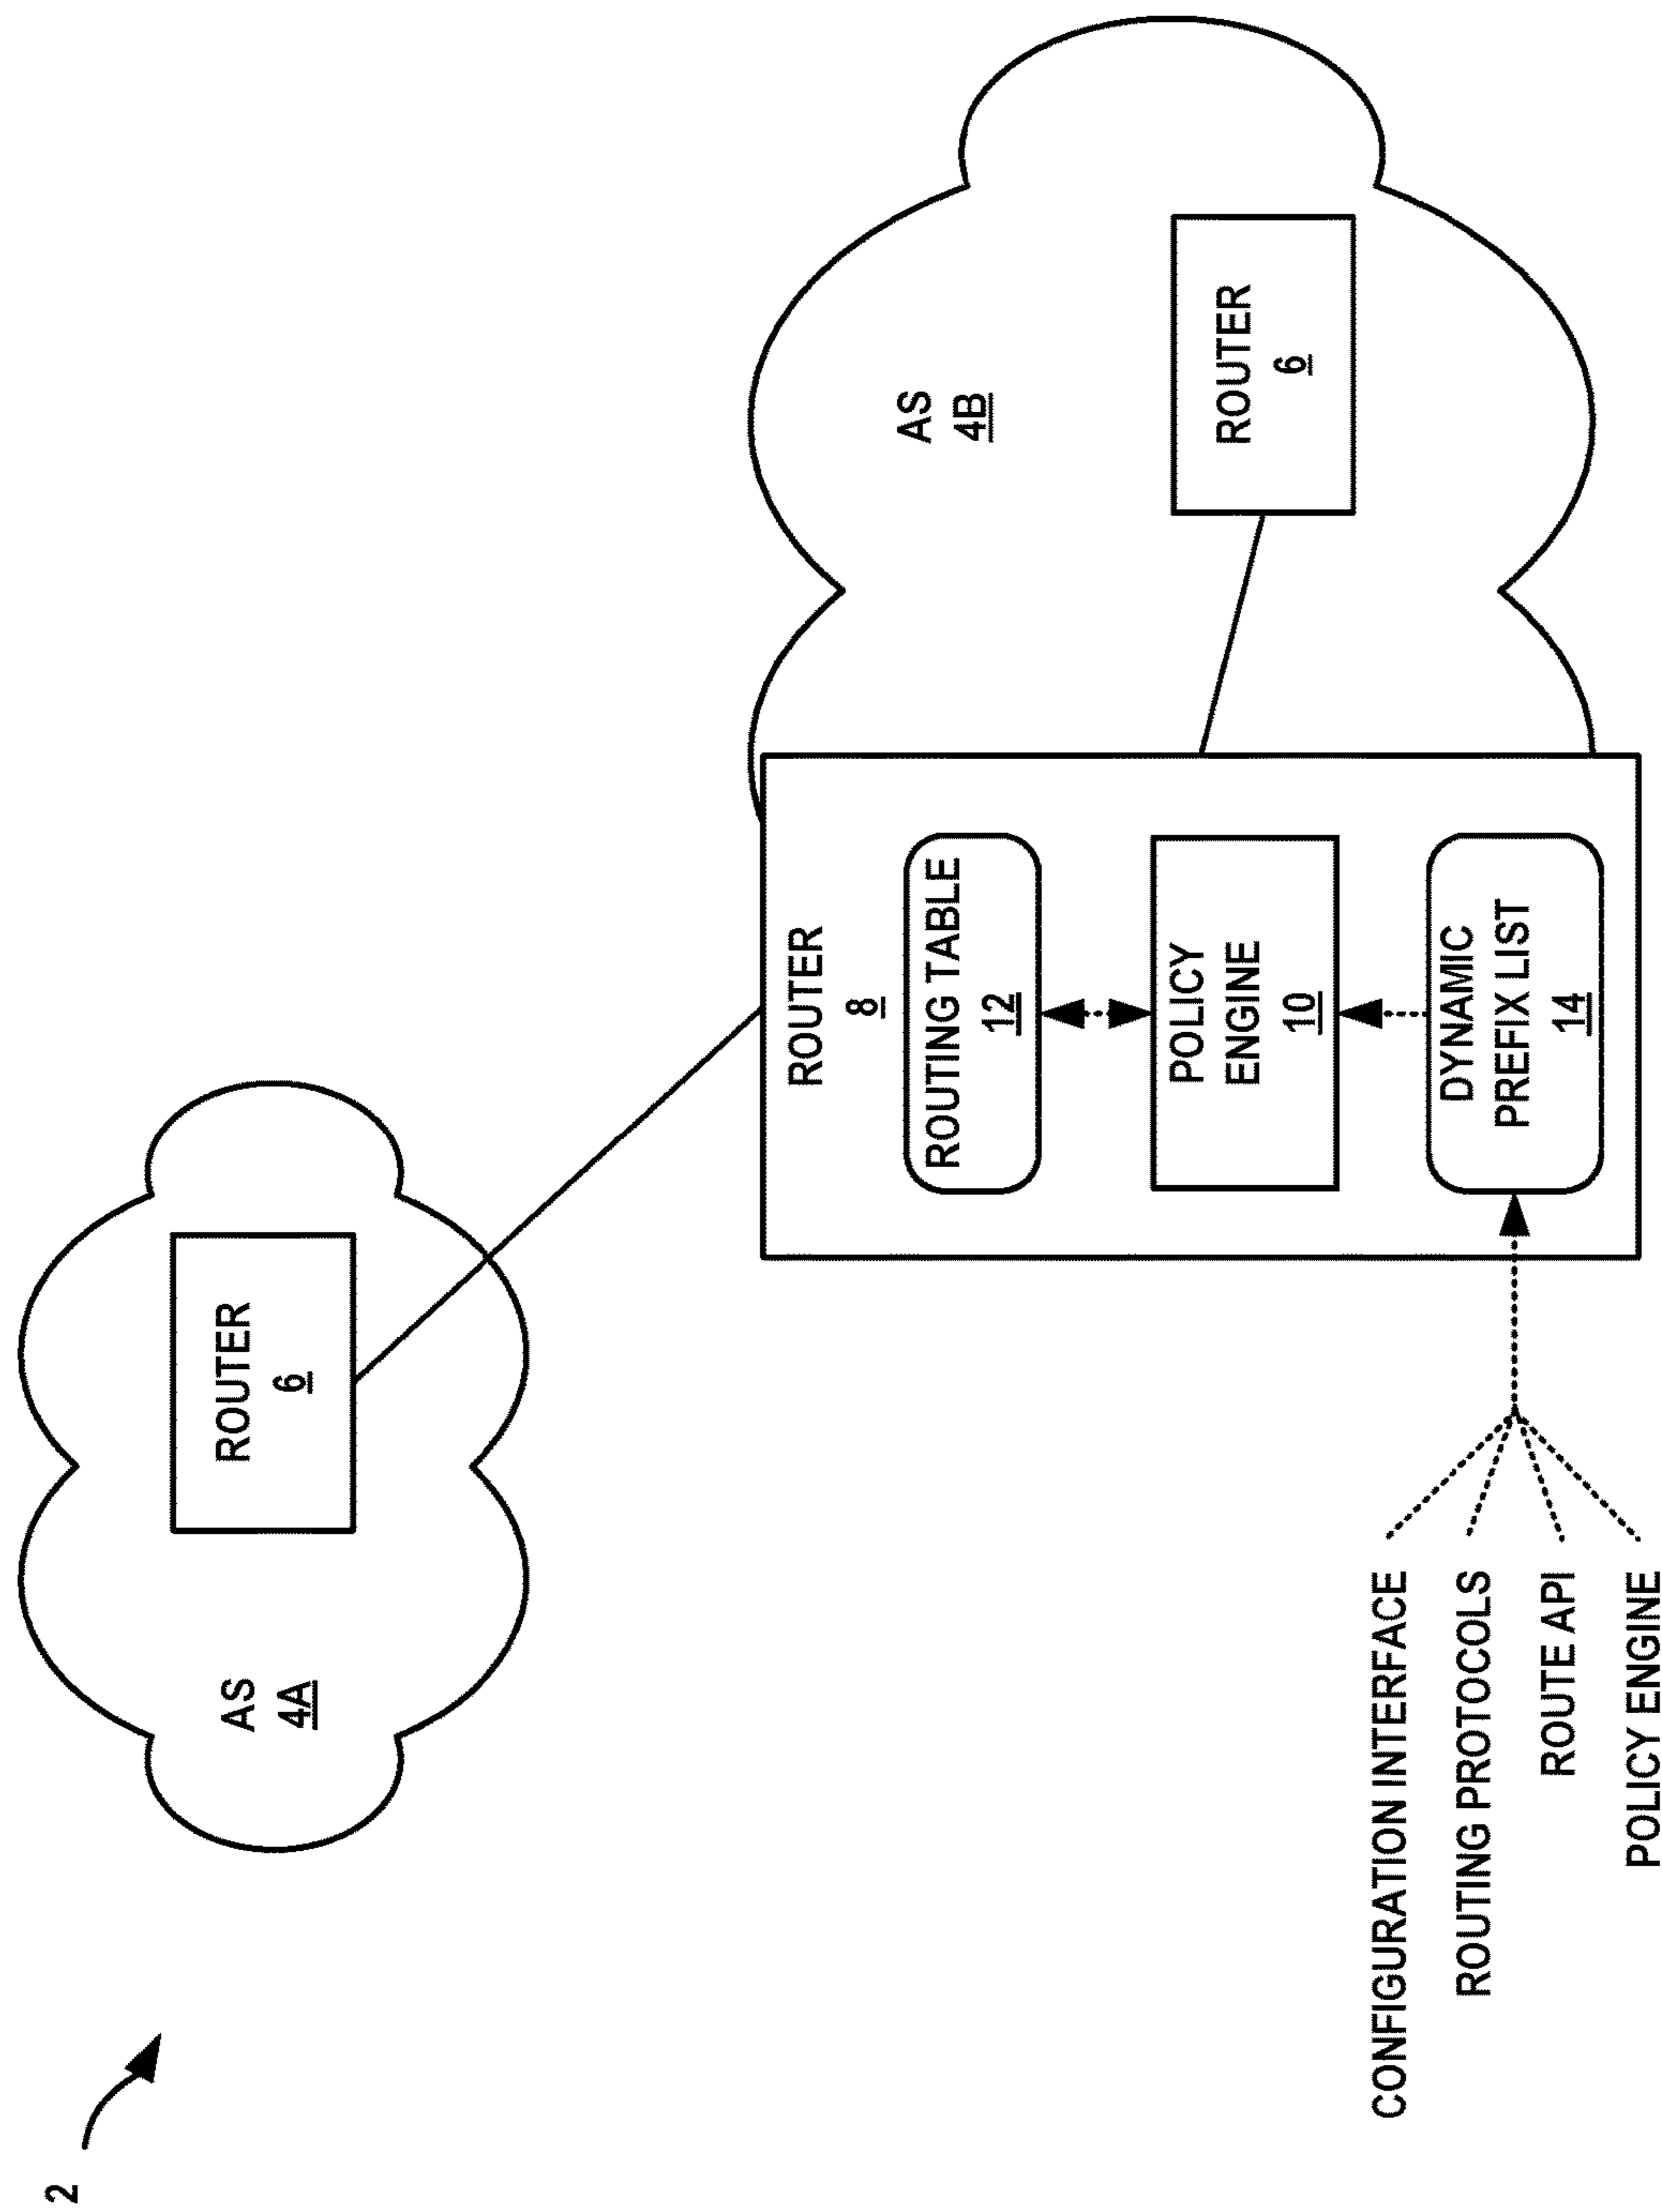 2
AS
4A
ROUTER
6
ROUTER
8
ROUTING TABLE
12
POLICY
ENGINE
10
DYNAMIC
PREFIX LIST
14
AS
4B
ROUTER
6
CONFIGURATION INTERFACE
ROUTING PROTOCOLS
ROUTE API
POLICY ENGINE